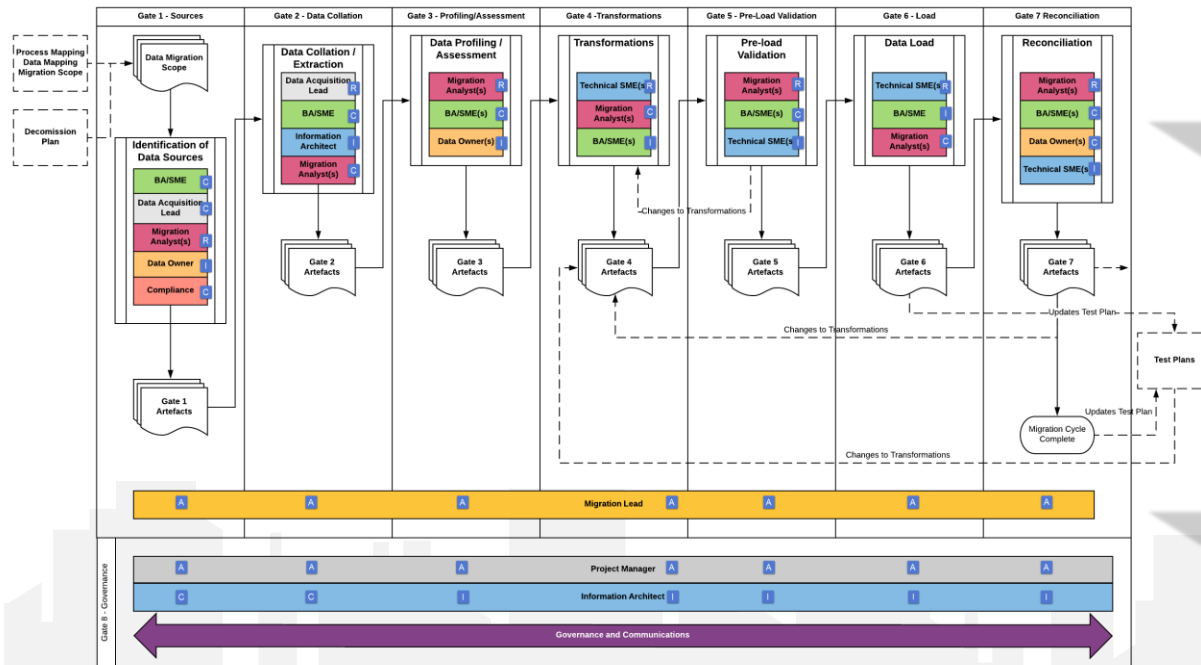 Gate 1 - Sources
Gate 2 - Data Collation
Gate 3 - Profiling/Assessment
Gate 4 -Transformations
Gate 5 - Pre-Load Validation
Gate 6 - Load
Gate 7 Reconciliation
Process Mapping
Data Mapping
Migration Scope
Decomission
Plan
Data Migration
Scope
Identification of
Data Sources
BA/SME
C
Data Acquisition
Lead
C
Migration
Analyst(s)
R
Data Owner
I
Compliance
C
Gate 1
Artefacts
Data Collation /
Extraction
Data Acquisition
Lead
R
BA/SME
C
Information
Architect
I
Migration
Analyst(s)
C
Gate 2
Artefacts
Data Profiling /
Assessment
Migration
Analyst(s)
R
BA/SME(s)
C
Data Owner(s)
I
Gate 3
Artefacts
Transformations
Technical SME(s)
R
Migration
Analyst(s)
C
BA/SME(s)
I
Gate 4
Artefacts
Pre-load
Validation
Migration
Analyst(s)
R
BA/SME(s)
C
Technical SME(s)
I
Changes to Transformations
Gate 5
Artefacts
Data Load
Technical SME(s)
R
BA/SME
I
Migration
Analyst(s)
C
Gate 6
Artefacts
Reconciliation
Migration
Analyst(s)
R
BA/SME(s)
C
Data Owner(s)
C
Technical SME(s)
I
Gate 7
Artefacts
Updates Test Plan
Changes to Transformations
Test Plans
Updates Test Plan
Migration Cycle
Complete
Changes to Transformations
A A A Migration Lead A A A A
Gate 8 - Governance
A A A Project Manager A A A A
C C I Information Architect I I I I
Governance and Communications